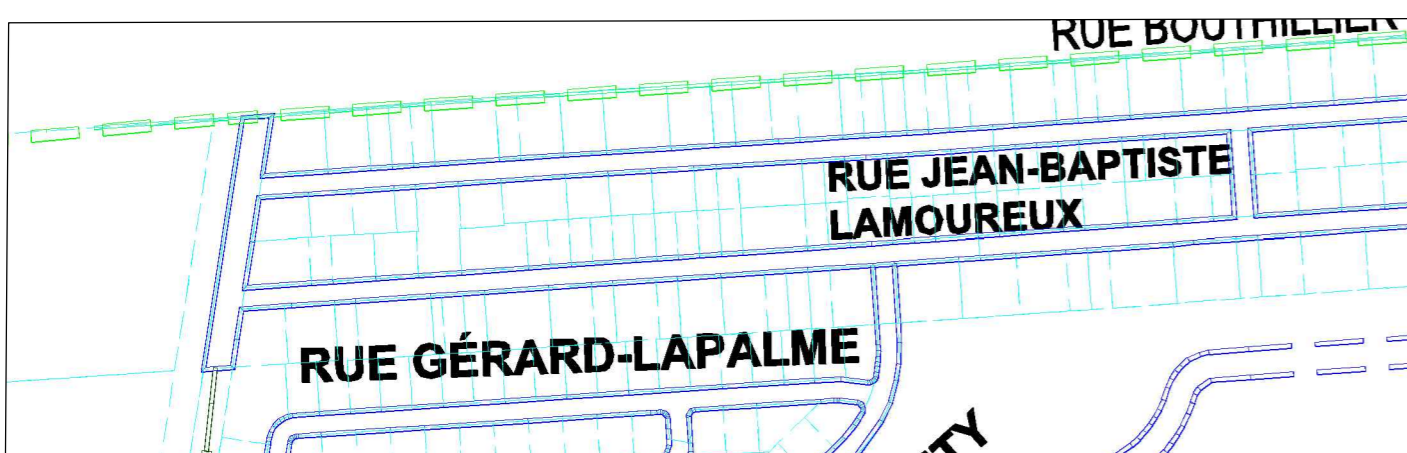 RUE BOUTHILLIER
RUE JEAN-BAPTISTE
LAMOUREUX
RUE GÉRARD-LAPALME